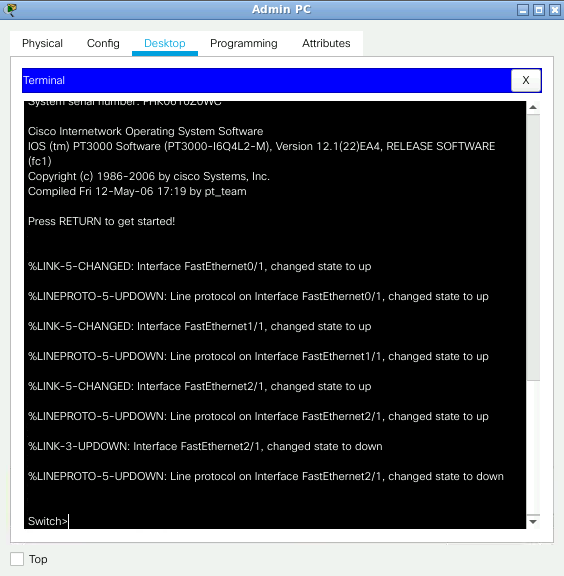 Admin PC
Physical
Config
Desktop
Programming
Attributes
Terminal
X
System serial number: FHK0610Z0WC
Cisco Internetwork Operating System Software
IOS (tm) PT3000 Software (PT3000-I6Q4L2-M), Version 12.1(22)EA4, RELEASE SOFTWARE
(fc1)
Copyright (c) 1986-2006 by cisco Systems, Inc.
Compiled Fri 12-May-06 17:19 by pt_team
Press RETURN to get started!
%LINK-5-CHANGED: Interface FastEthernet0/1, changed state to up
%LINEPROTO-5-UPDOWN: Line protocol on Interface FastEthernet0/1, changed state to up
%LINK-5-CHANGED: Interface FastEthernet1/1, changed state to up
%LINEPROTO-5-UPDOWN: Line protocol on Interface FastEthernet1/1, changed state to up
%LINK-5-CHANGED: Interface FastEthernet2/1, changed state to up
%LINEPROTO-5-UPDOWN: Line protocol on Interface FastEthernet2/1, changed state to up
%LINK-3-UPDOWN: Interface FastEthernet2/1, changed state to down
%LINEPROTO-5-UPDOWN: Line protocol on Interface FastEthernet2/1, changed state to down
Switch>
Top